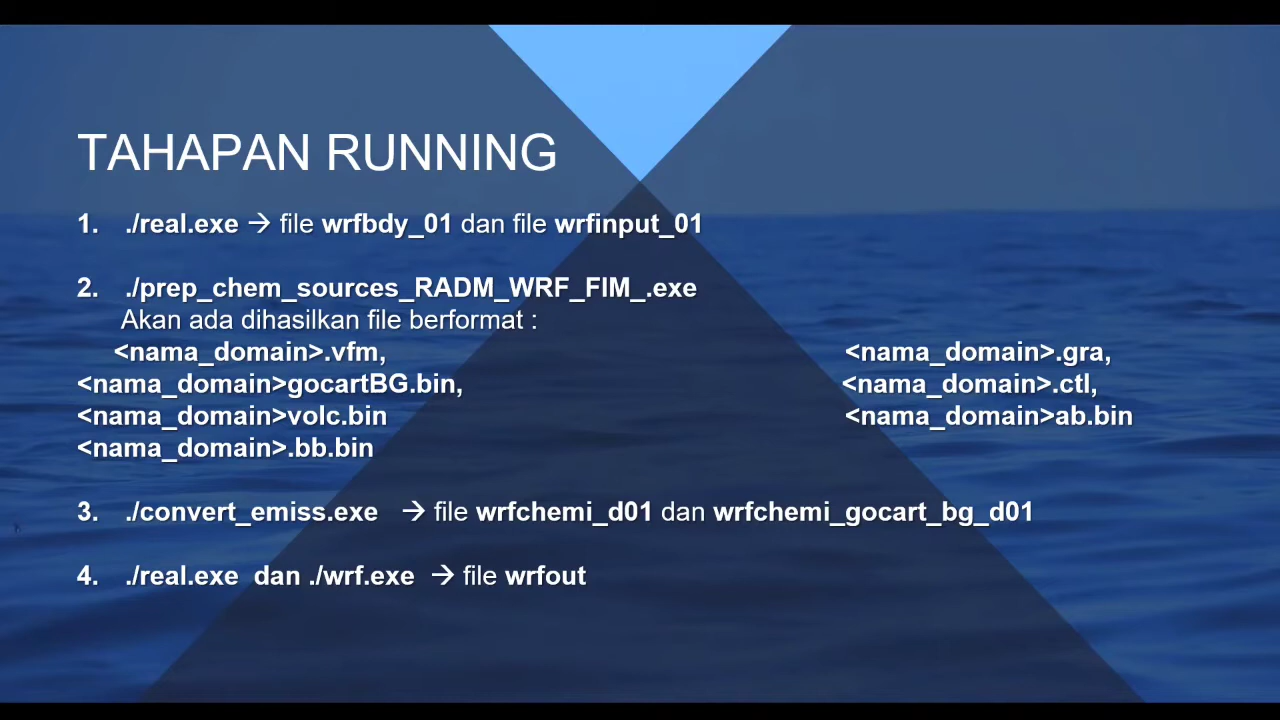 TAHAPAN RUNNING
1. ./real.exe → file wrfbdy_01 dan file wrfinput_01
2. ./prep_chem_sources_RADM_WRF_FIM_.exe
Akan ada dihasilkan file berformat :
<nama_domain>.vfm, <nama_domain>.gra,
<nama_domain>gocartBG.bin, <nama_domain>.ctl,
<nama_domain>volc.bin <nama_domain>ab.bin
<nama_domain>.bb.bin
3. ./convert_emiss.exe → file wrfchemi_d01 dan wrfchemi_gocart_bg_d01
4. ./real.exe dan ./wrf.exe → file wrfout